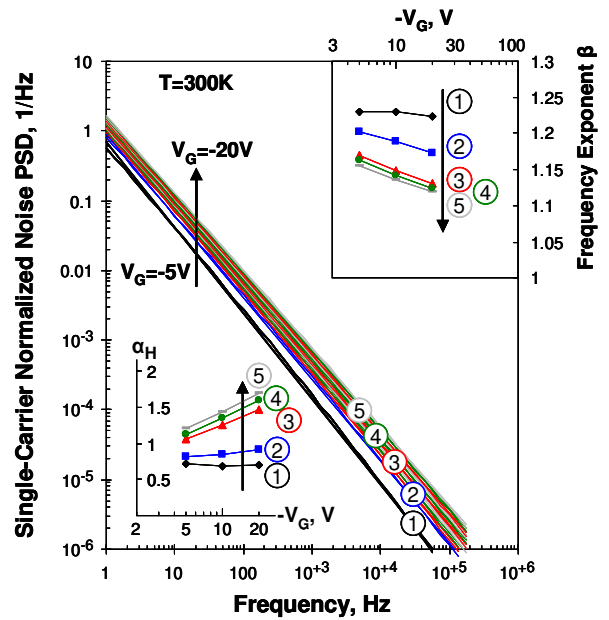 -V_G, V
3 10 20 30 100
10
1
0.1
0.01
10⁻³
10⁻⁴
10⁻⁵
10⁻⁶
Single-Carrier Normalized Noise PSD, 1/Hz
T=300K
V_G=-20V
V_G=-5V
1.3
1.25
1.2
1.15
1.1
1.05
1
Frequency Exponent β
①
②
③
④
⑤
α_H
2
1.5
1
0.5
⑤
④
③
②
①
2 5 10 20
-V_G, V
⑤
④
③
②
①
1 10 100 10⁺³ 10⁺⁴ 10⁺⁵ 10⁺⁶
Frequency, Hz